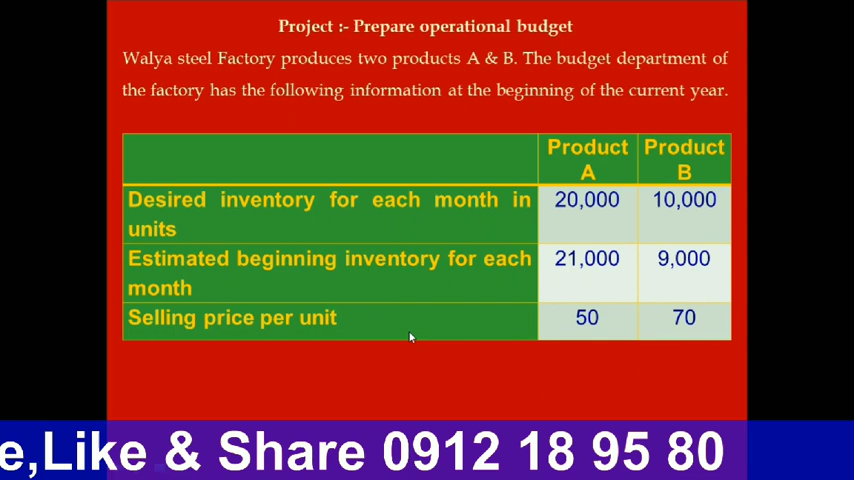 Project :- Prepare operational budget
Walya steel Factory produces two products A & B. The budget department of
the factory has the following information at the beginning of the current year.
Product A Product B
Desired inventory for each month in units 20,000 10,000
Estimated beginning inventory for each month 21,000 9,000
Selling price per unit 50 70
e,Like & Share 0912 18 95 80